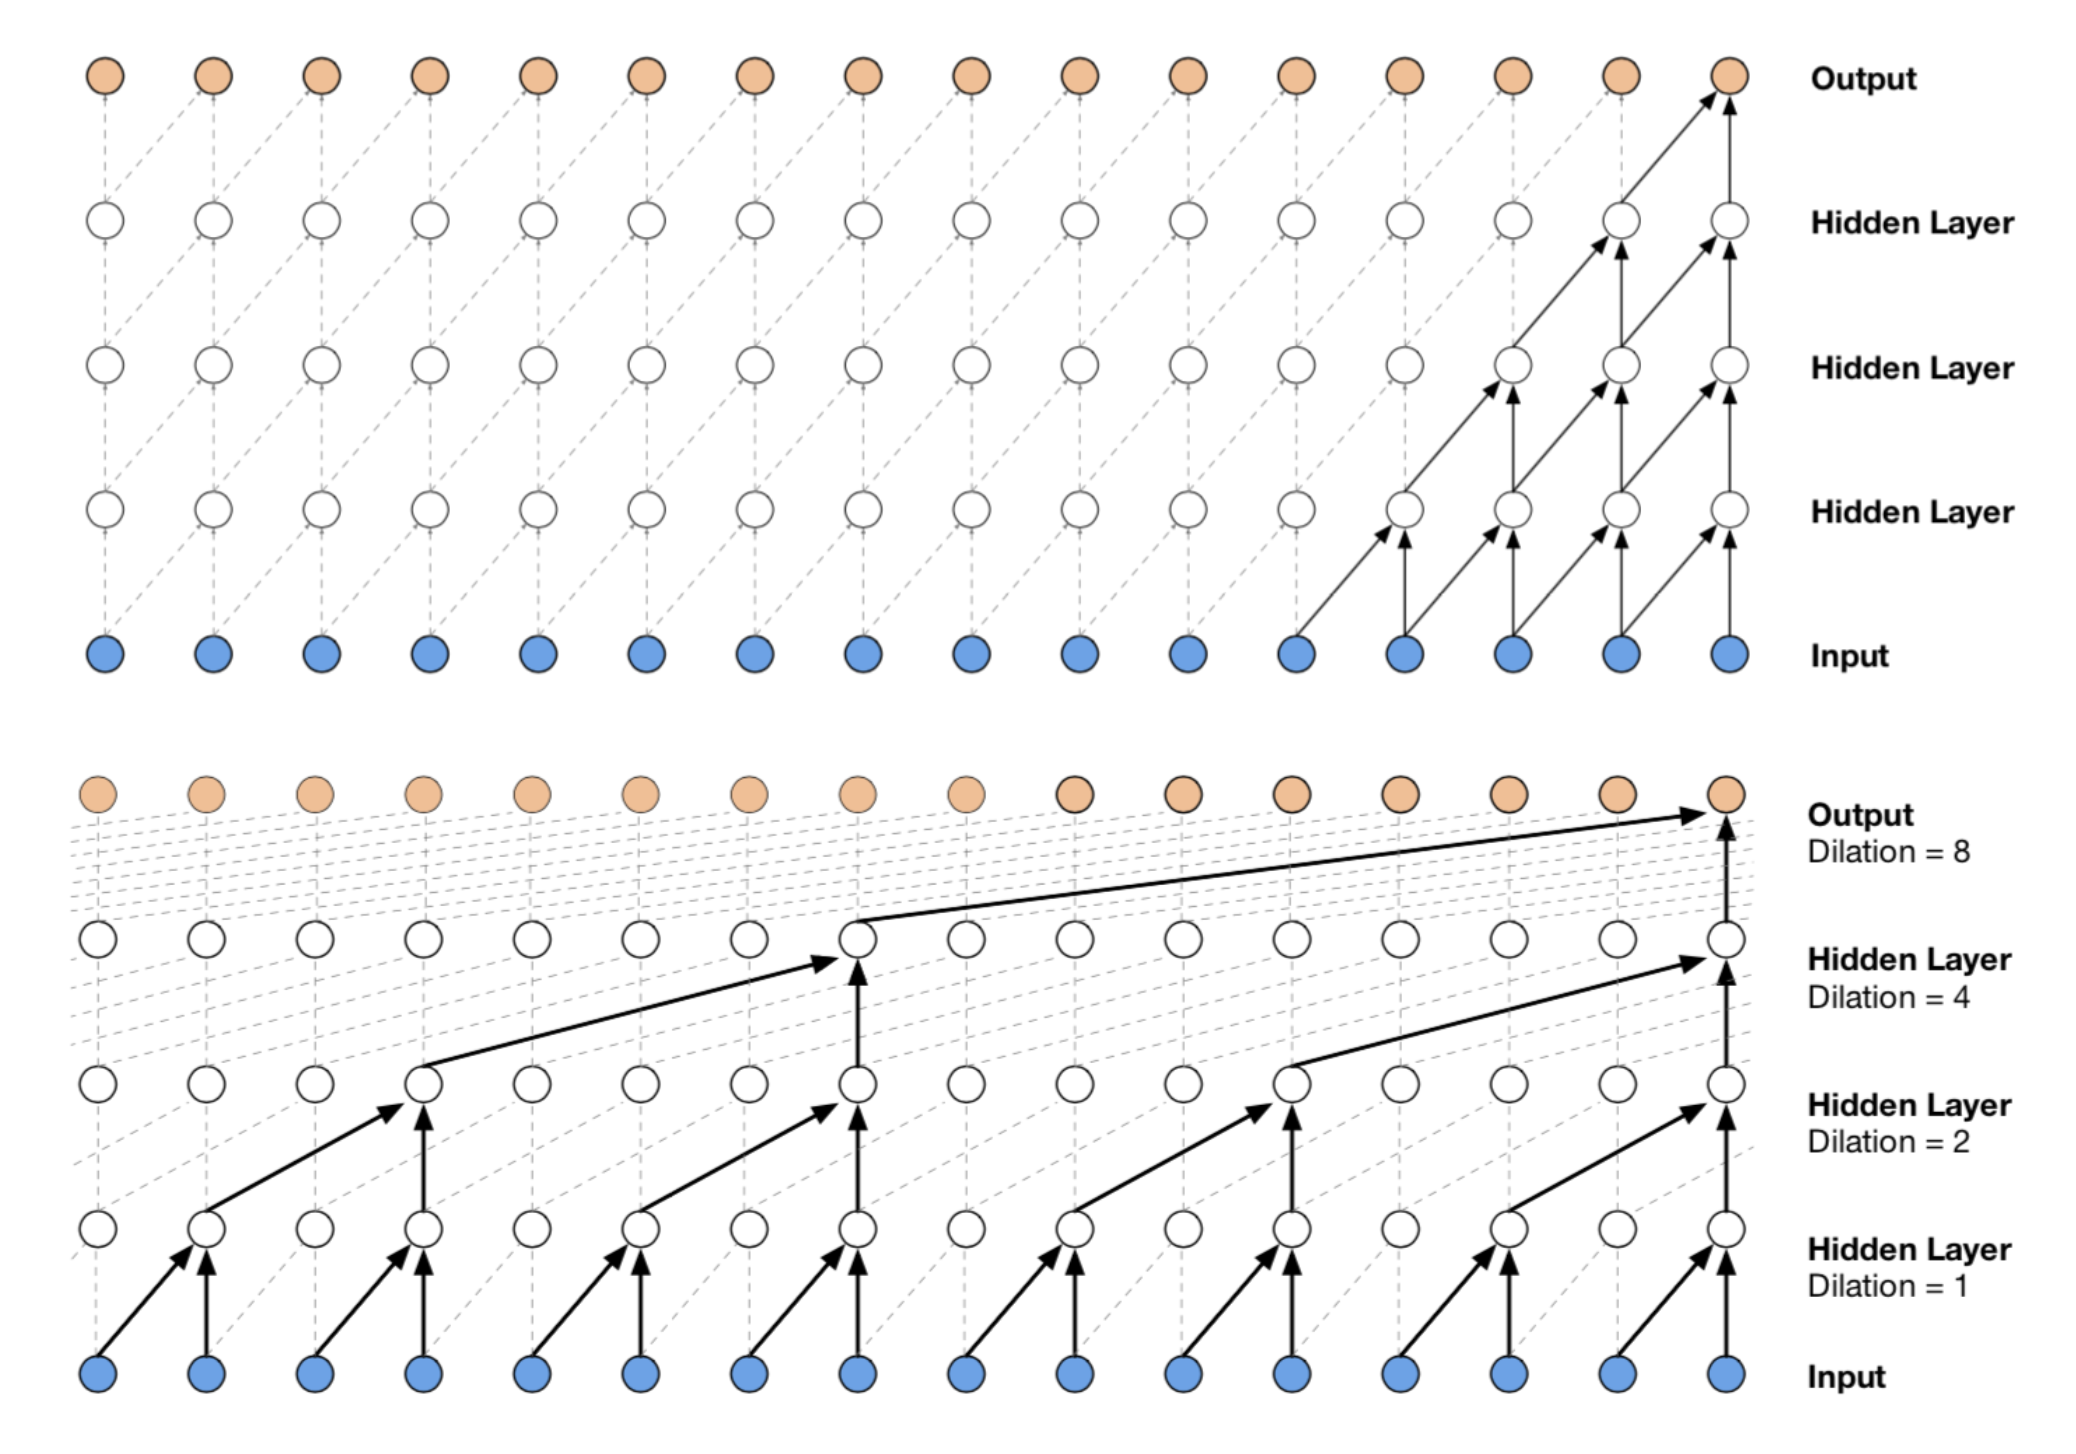 Output
Hidden Layer
Hidden Layer
Hidden Layer
Input
Output
Dilation = 8
Hidden Layer
Dilation = 4
Hidden Layer
Dilation = 2
Hidden Layer
Dilation = 1
Input